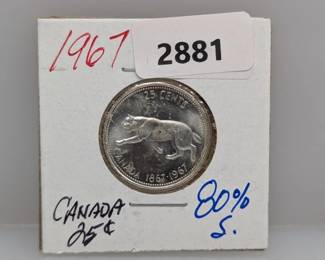 1967
2881
25 CENTS
CANADA 1867-1967
CANADA
25¢
80%
S.